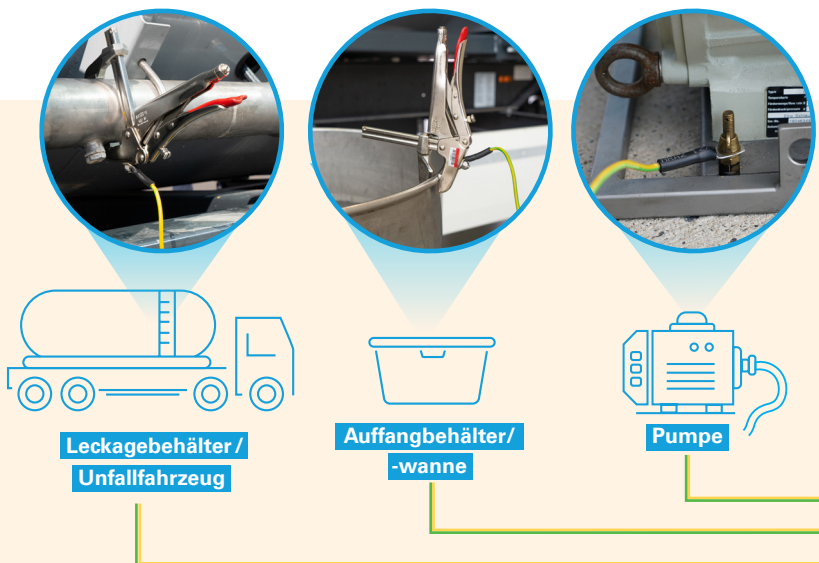 Leckagebehälter /
Unfallfahrzeug
Auffangbehälter/
-wanne
Pumpe